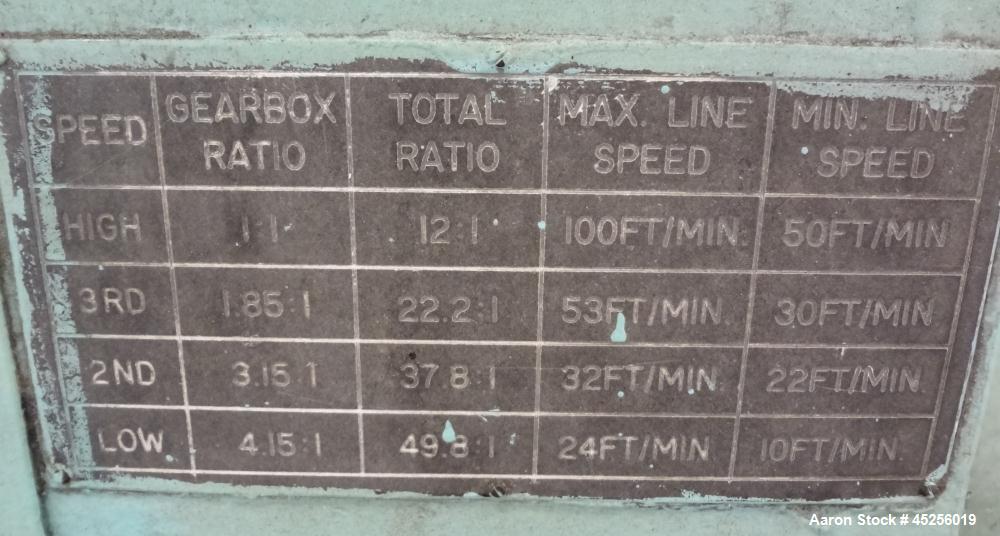 SPEED GEARBOX RATIO TOTAL RATIO MAX. LINE SPEED MIN. LINE SPEED
HIGH 1:1 12:1 100FT/MIN. 50FT/MIN.
3RD 1.85:1 22.2:1 53FT/MIN. 30FT/MIN.
2ND 3.15:1 37.8:1 32FT/MIN. 22FT/MIN.
LOW 4.15:1 49.8:1 24FT/MIN. 10FT/MIN.
Aaron Stock # 45256019